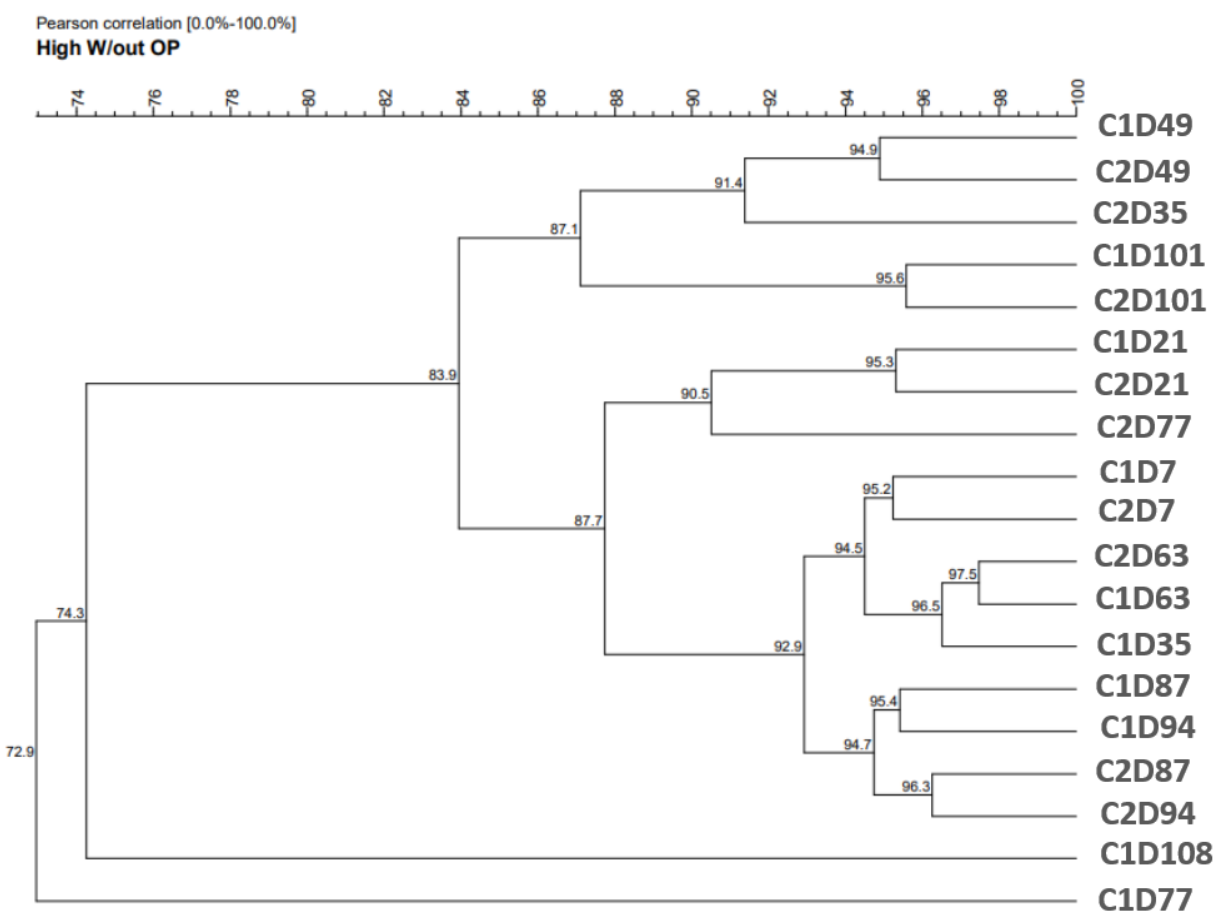 Pearson correlation [0.0%-100.0%]
High W/out OP
74 76 78 80 82 84 86 88 90 92 94 96 98 100
C1D49
94.9
C2D49
91.4
C2D35
87.1
C1D101
95.6
C2D101
C1D21
95.3
C2D21
83.9
90.5
C2D77
C1D7
95.2
C2D7
87.7
94.5
C2D63
97.5
C1D63
96.5
74.3
C1D35
92.9
C1D87
95.4
C1D94
94.7
72.9
C2D87
96.3
C2D94
C1D108
C1D77